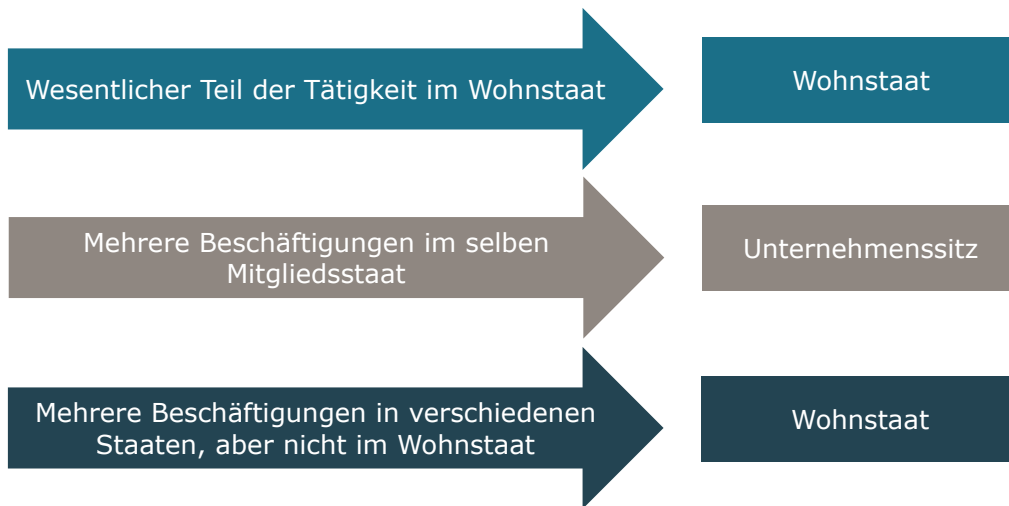 Wesentlicher Teil der Tätigkeit im Wohnstaat
Wohnstaat
Mehrere Beschäftigungen im selben
Mitgliedsstaat
Unternehmenssitz
Mehrere Beschäftigungen in verschiedenen
Staaten, aber nicht im Wohnstaat
Wohnstaat